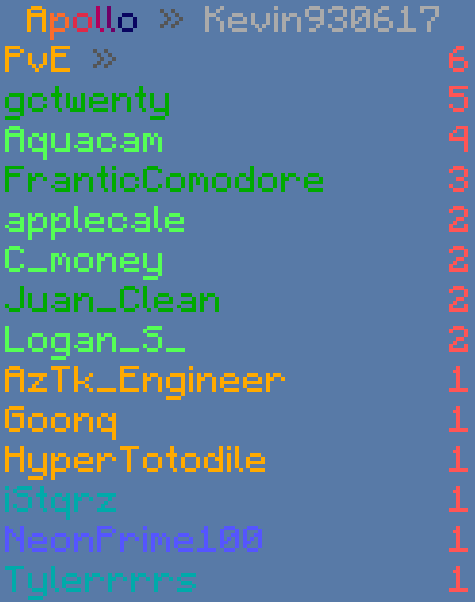 Apollo » Kevin930617
PvE » 6
gctwenty 5
Aquacam 4
FranticComodore 3
applecale 2
C_money 2
Juan_Clean 2
Logan_S_ 2
AzTk_Engineer 1
Goonq 1
HyperTotodile 1
iStqrz 1
NeonPrime100 1
Tylerrrrs 1